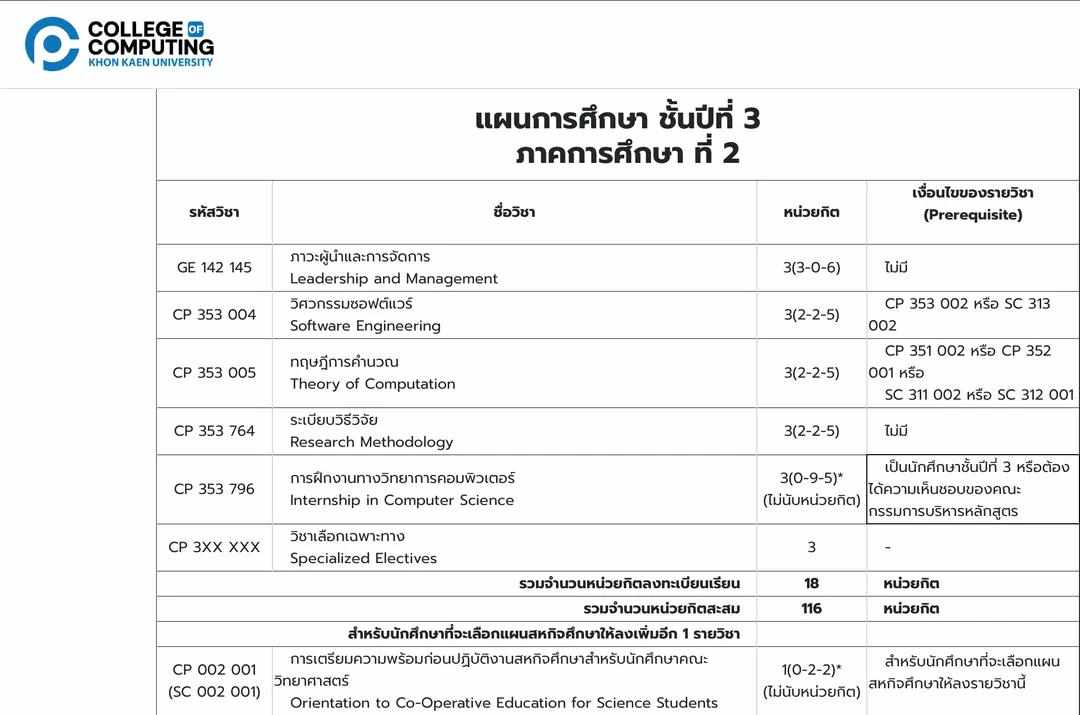 COLLEGE OF
COMPUTING
KHON KAEN UNIVERSITY
แผนการศึกษา ชั้นปีที่ 3
ภาคการศึกษา ที่ 2
รหัสวิชา
ชื่อวิชา
หน่วยกิต
เงื่อนไขของรายวิชา
(Prerequisite)
GE 142 145
ภาวะผู้นำและการจัดการ
Leadership and Management
3(3-0-6)
ไม่มี
CP 353 004
วิศวกรรมซอฟต์แวร์
Software Engineering
3(2-2-5)
CP 353 002 หรือ SC 313
002
CP 353 005
ทฤษฎีการคำนวณ
Theory of Computation
3(2-2-5)
CP 351 002 หรือ CP 352
001 หรือ
SC 311 002 หรือ SC 312 001
CP 353 764
ระเบียบวิธีวิจัย
Research Methodology
3(2-2-5)
ไม่มี
CP 353 796
การฝึกงานทางวิทยาการคอมพิวเตอร์
Internship in Computer Science
3(0-9-5)*
(ไม่นับหน่วยกิต)
เป็นนักศึกษาชั้นปีที่ 3 หรือต้อง
ได้ความเห็นชอบของคณะ
กรรมการบริหารหลักสูตร
CP 3XX XXX
วิชาเลือกเฉพาะทาง
Specialized Electives
3
-
รวมจำนวนหน่วยกิตลงทะเบียนเรียน
18
หน่วยกิต
รวมจำนวนหน่วยกิตสะสม
116
หน่วยกิต
สำหรับนักศึกษาที่จะเลือกแผนสหกิจศึกษาให้ลงเพิ่มอีก 1 รายวิชา
CP 002 001
(SC 002 001)
การเตรียมความพร้อมก่อนปฏิบัติงานสหกิจศึกษาสำหรับนักศึกษาคณะ
วิทยาศาสตร์
Orientation to Co-Operative Education for Science Students
1(0-2-2)*
(ไม่นับหน่วยกิต)
สำหรับนักศึกษาที่จะเลือกแผน
สหกิจศึกษาให้ลงรายวิชานี้